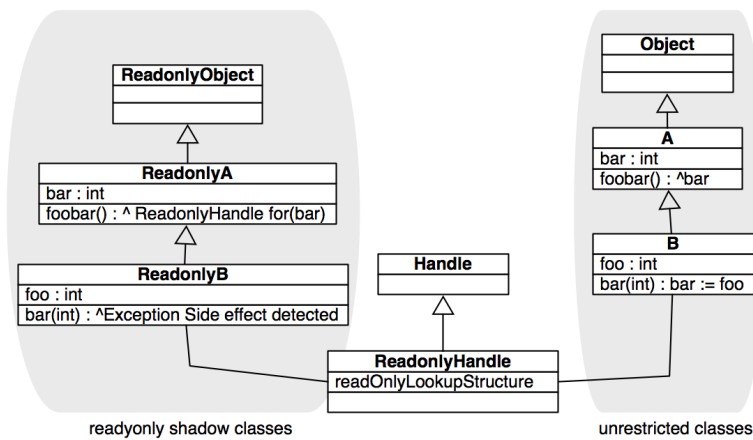 Object
ReadonlyObject
A
bar : int
foobar() : ^bar
ReadonlyA
bar : int
foobar() : ^ ReadonlyHandle for(bar)
B
foo : int
bar(int) : bar := foo
Handle
ReadonlyB
foo : int
bar(int) : ^Exception Side effect detected
ReadonlyHandle
readOnlyLookupStructure
readyonly shadow classes
unrestricted classes